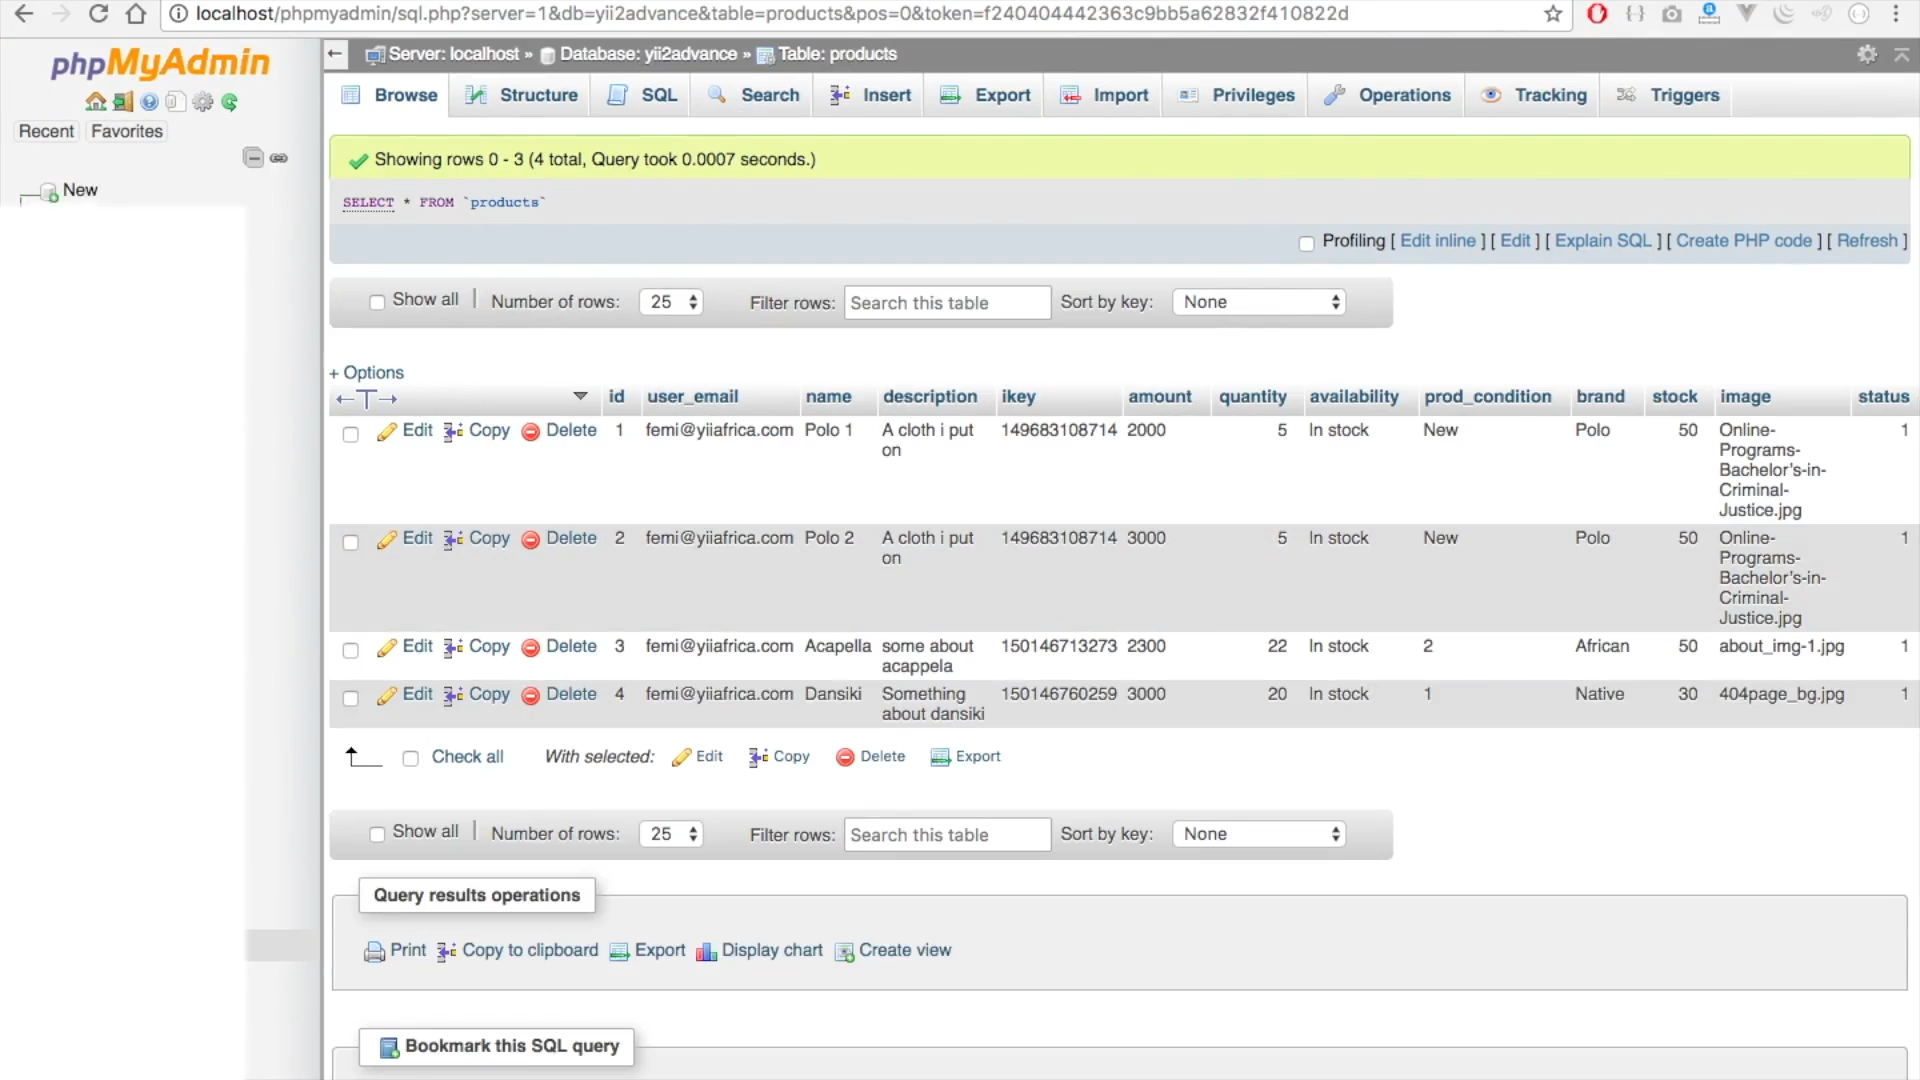 localhost/phpmyadmin/sql.php?server=1&db=yii2advance&table=products&pos=0&token=f240404442363c9bb5a62832f410822d
phpMyAdmin
Recent Favorites
New
Server: localhost » Database: yii2advance » Table: products
Browse Structure SQL Search Insert Export Import Privileges Operations Tracking Triggers
Showing rows 0 - 3 (4 total, Query took 0.0007 seconds.)
SELECT * FROM `products`
Profiling [ Edit inline ] [ Edit ] [ Explain SQL ] [ Create PHP code ] [ Refresh ]
Show all | Number of rows: 25 Filter rows: Search this table Sort by key: None
+ Options
←T→ id user_email name description ikey amount quantity availability prod_condition brand stock image status
Edit Copy Delete 1 femi@yiiafrica.com Polo 1 A cloth i put 149683108714 2000 5 In stock New Polo 50 Online- 1
on Programs-
Bachelor’s-in-
Criminal-
Justice.jpg
Edit Copy Delete 2 femi@yiiafrica.com Polo 2 A cloth i put 149683108714 3000 5 In stock New Polo 50 Online- 1
on Programs-
Bachelor’s-in-
Criminal-
Justice.jpg
Edit Copy Delete 3 femi@yiiafrica.com Acapella some about 150146713273 2300 22 In stock 2 African 50 about_img-1.jpg 1
acappela
Edit Copy Delete 4 femi@yiiafrica.com Dansiki Something 150146760259 3000 20 In stock 1 Native 30 404page_bg.jpg 1
about dansiki
Check all With selected: Edit Copy Delete Export
Show all | Number of rows: 25 Filter rows: Search this table Sort by key: None
Query results operations
Print Copy to clipboard Export Display chart Create view
Bookmark this SQL query